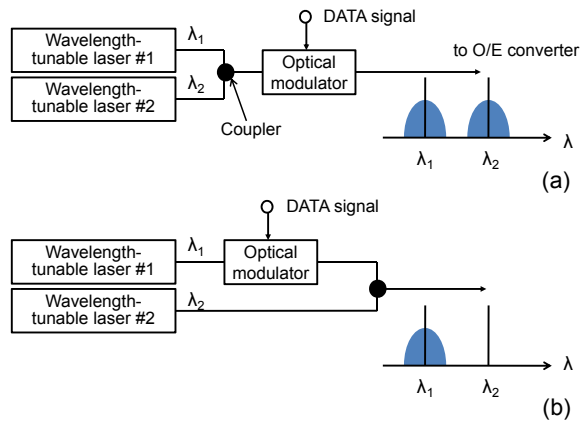 DATA signal
Wavelength-
tunable laser #1
λ1
Optical
modulator
to O/E converter
Wavelength-
tunable laser #2
λ2
Coupler
λ1
λ2
λ
(a)
DATA signal
Wavelength-
tunable laser #1
λ1
Optical
modulator
Wavelength-
tunable laser #2
λ2
λ1
λ2
λ
(b)